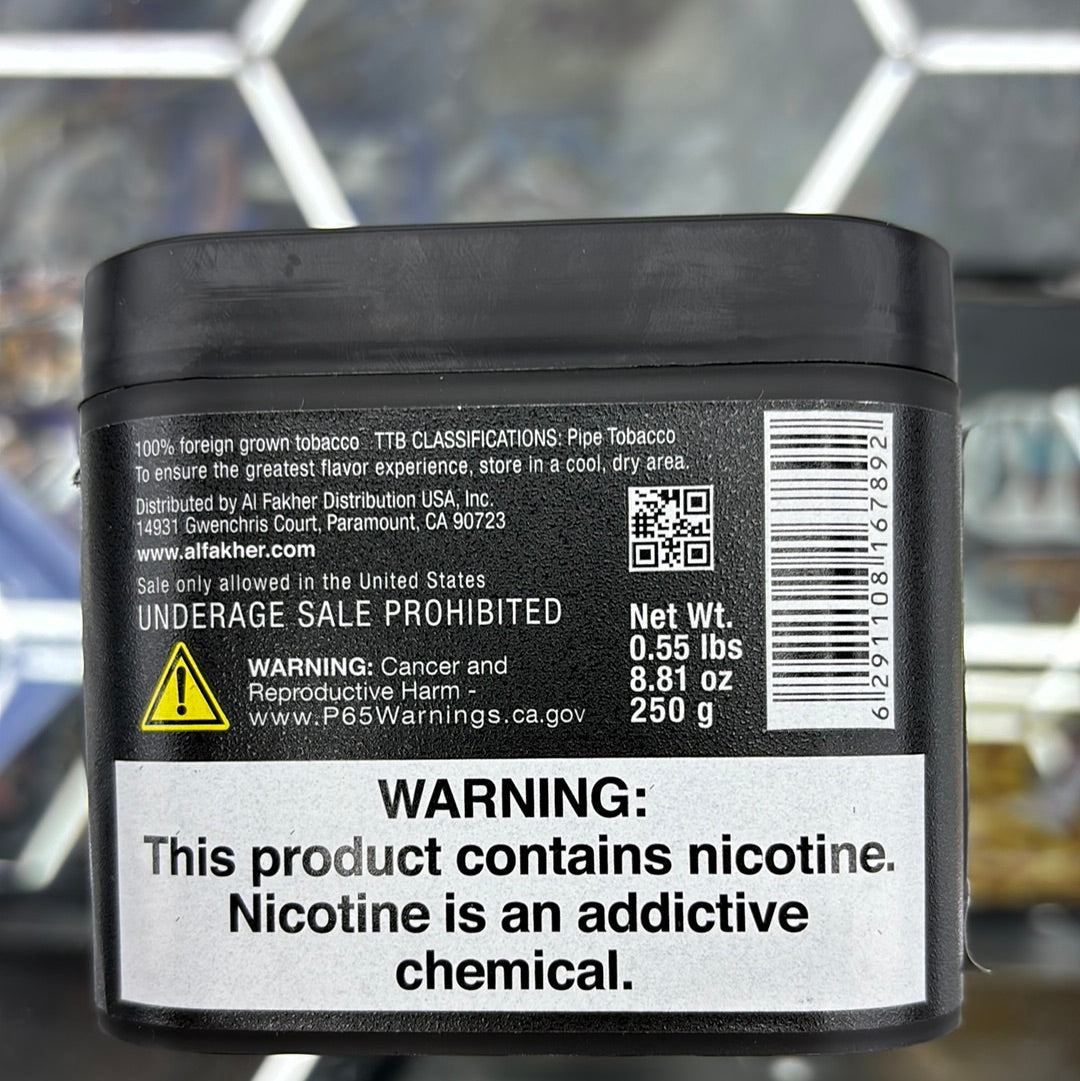 100% foreign grown tobacco TTB CLASSIFICATIONS: Pipe Tobacco
To ensure the greatest flavor experience, store in a cool, dry area.
Distributed by Al Fakher Distribution USA, Inc.
14931 Gwenchris Court, Paramount, CA 90723
www.alfakher.com
Sale only allowed in the United States
UNDERAGE SALE PROHIBITED
WARNING: Cancer and
Reproductive Harm -
www.P65Warnings.ca.gov
Net Wt.
0.55 lbs
8.81 oz
250 g
6 291108 167892
WARNING:
This product contains nicotine.
Nicotine is an addictive
chemical.